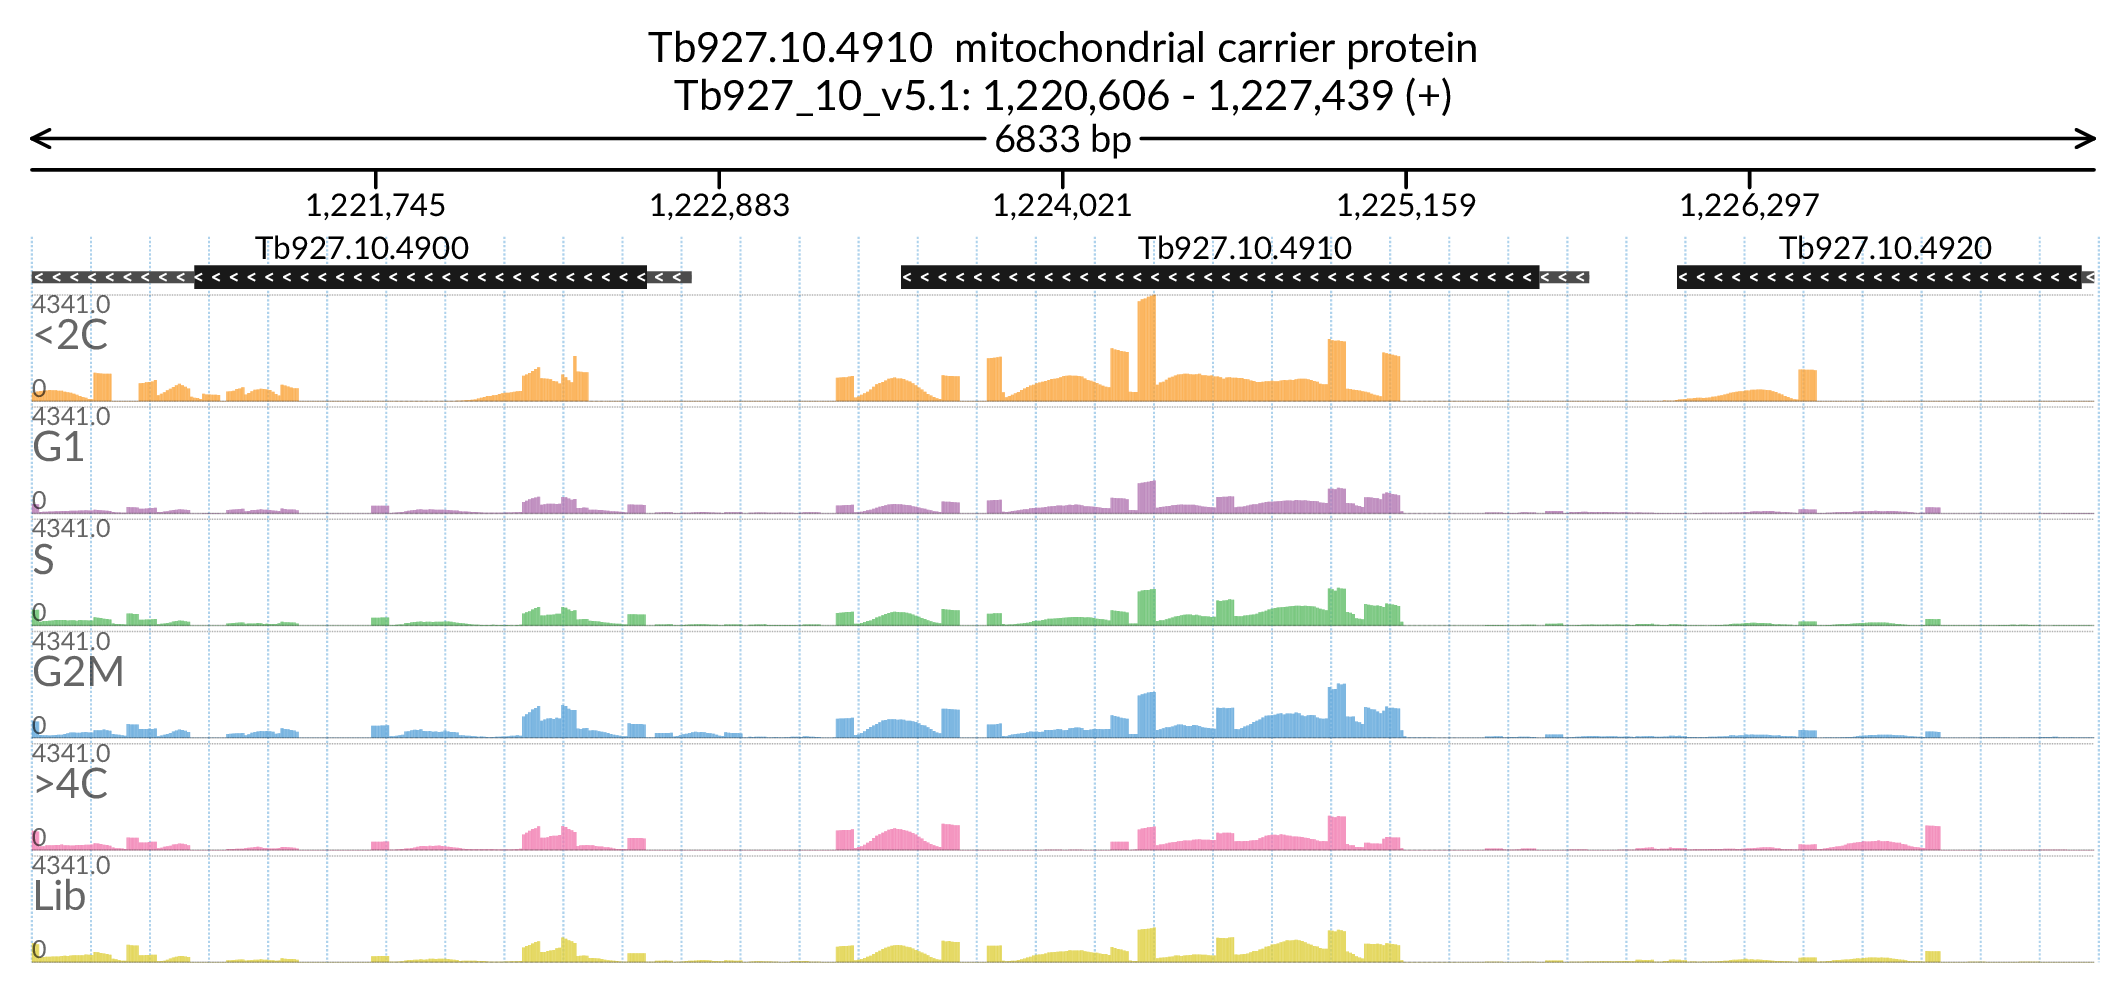 Tb927.10.4910  mitochondrial carrier protein
Tb927_10_v5.1: 1,220,606 - 1,227,439 (+)
6833 bp
1,221,745 1,222,883 1,224,021 1,225,159 1,226,297
Tb927.10.4900 Tb927.10.4910 Tb927.10.4920
4341.0
<2C
0
4341.0
G1
0
4341.0
S
0
4341.0
G2M
0
4341.0
>4C
0
4341.0
Lib
0